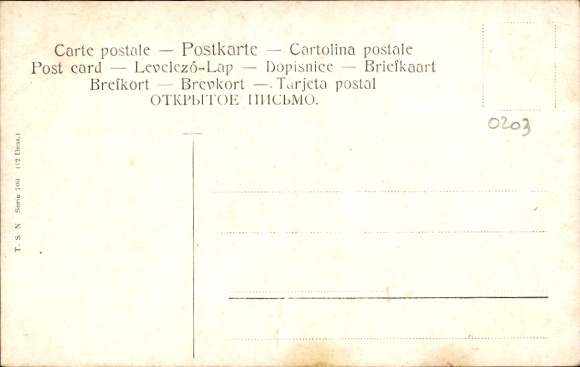 Carte postale — Postkarte — Cartolina postale
Post card — Levelező-Lap — Dopisnice — Briefkaart
Brefkort — Brevkort — Tarjeta postal
ОТКРЫТОЕ ПИСЬМО.
0203
T. S. N. Serie 700 (12 Dess.)